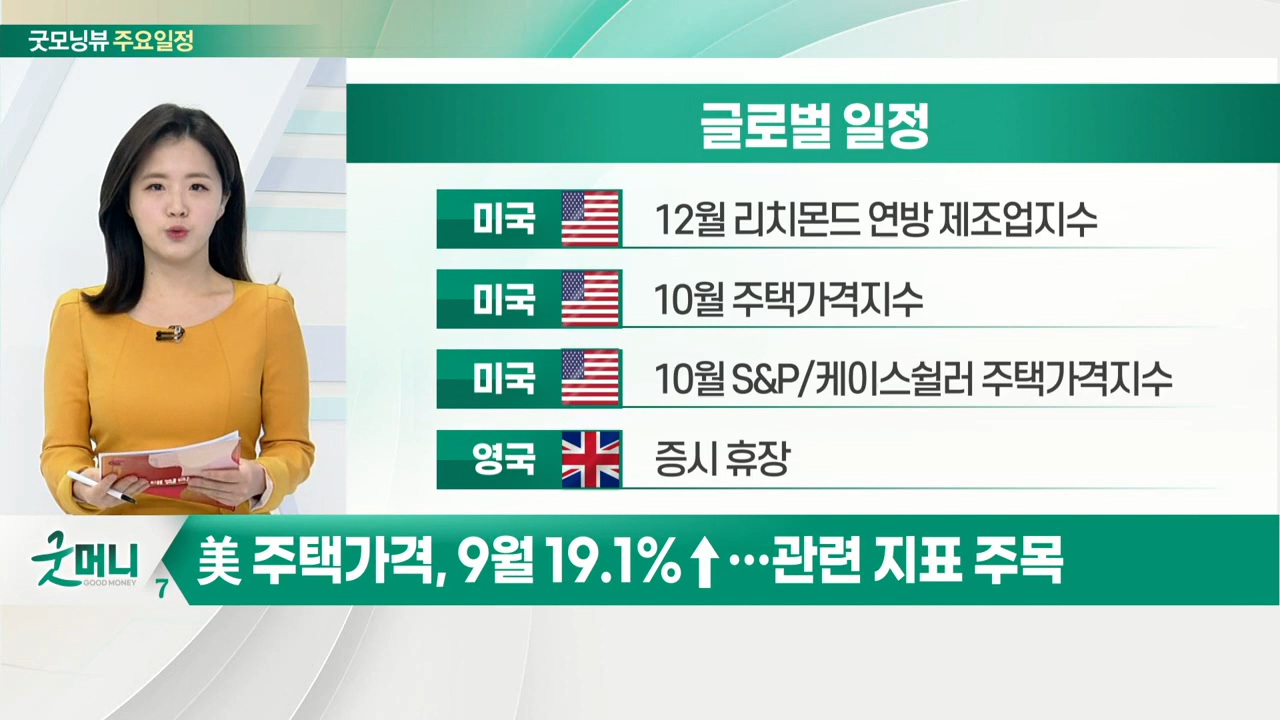 굿모닝뷰 주요일정
글로벌 일정
미국 12월 리치몬드 연방 제조업지수
미국 10월 주택가격지수
미국 10월 S&P/케이스쉴러 주택가격지수
영국 증시 휴장
굿머니
GOOD MONEY
7
美 주택가격, 9월 19.1%↑…관련 지표 주목